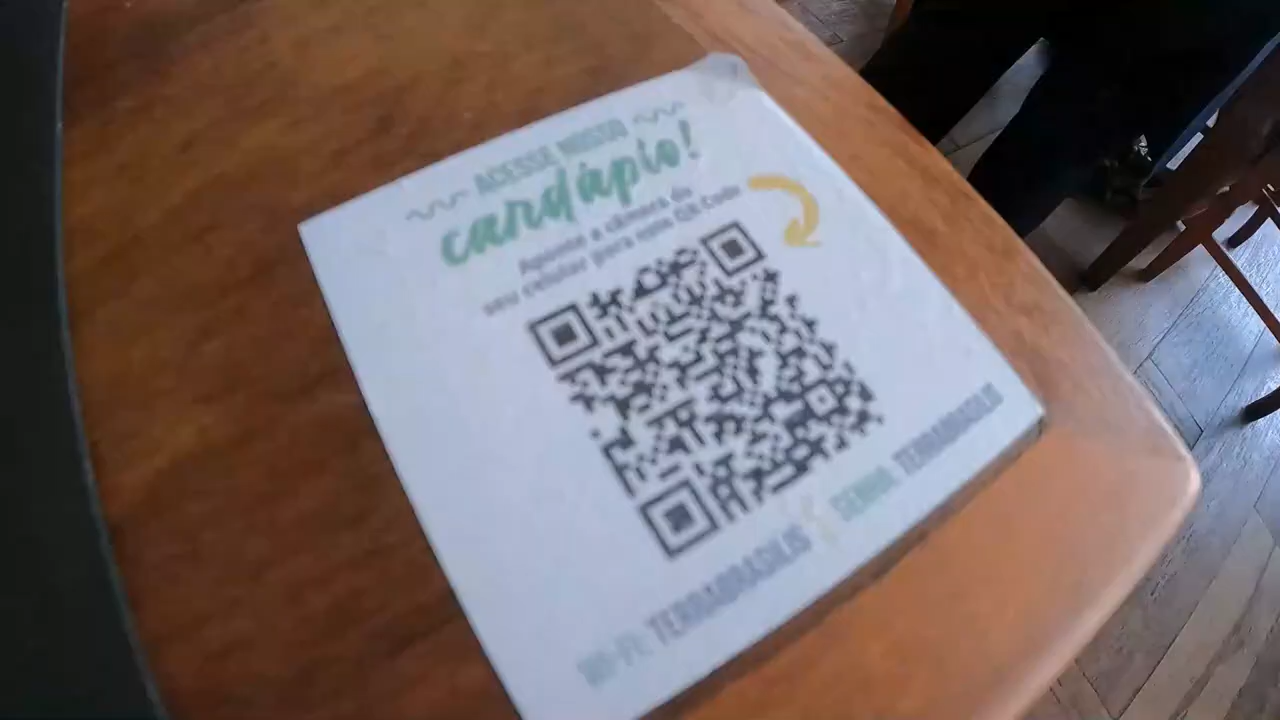 ACESSE NOSSO
cardápio!
Aponte a câmera do
seu celular para este QR Code
WI-FI: TERRABRASILIS SENHA: TERRABRASILIS